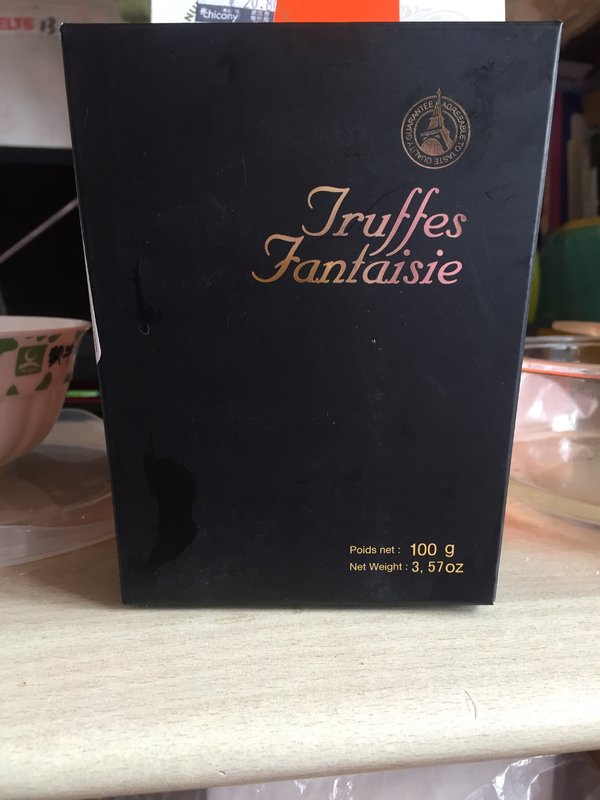 chicony
QUALITY GUARANTEE AGREEABLE TO TASTE
Truffes
Fantaisie
Poids net : 100 g
Net Weight : 3,57oz